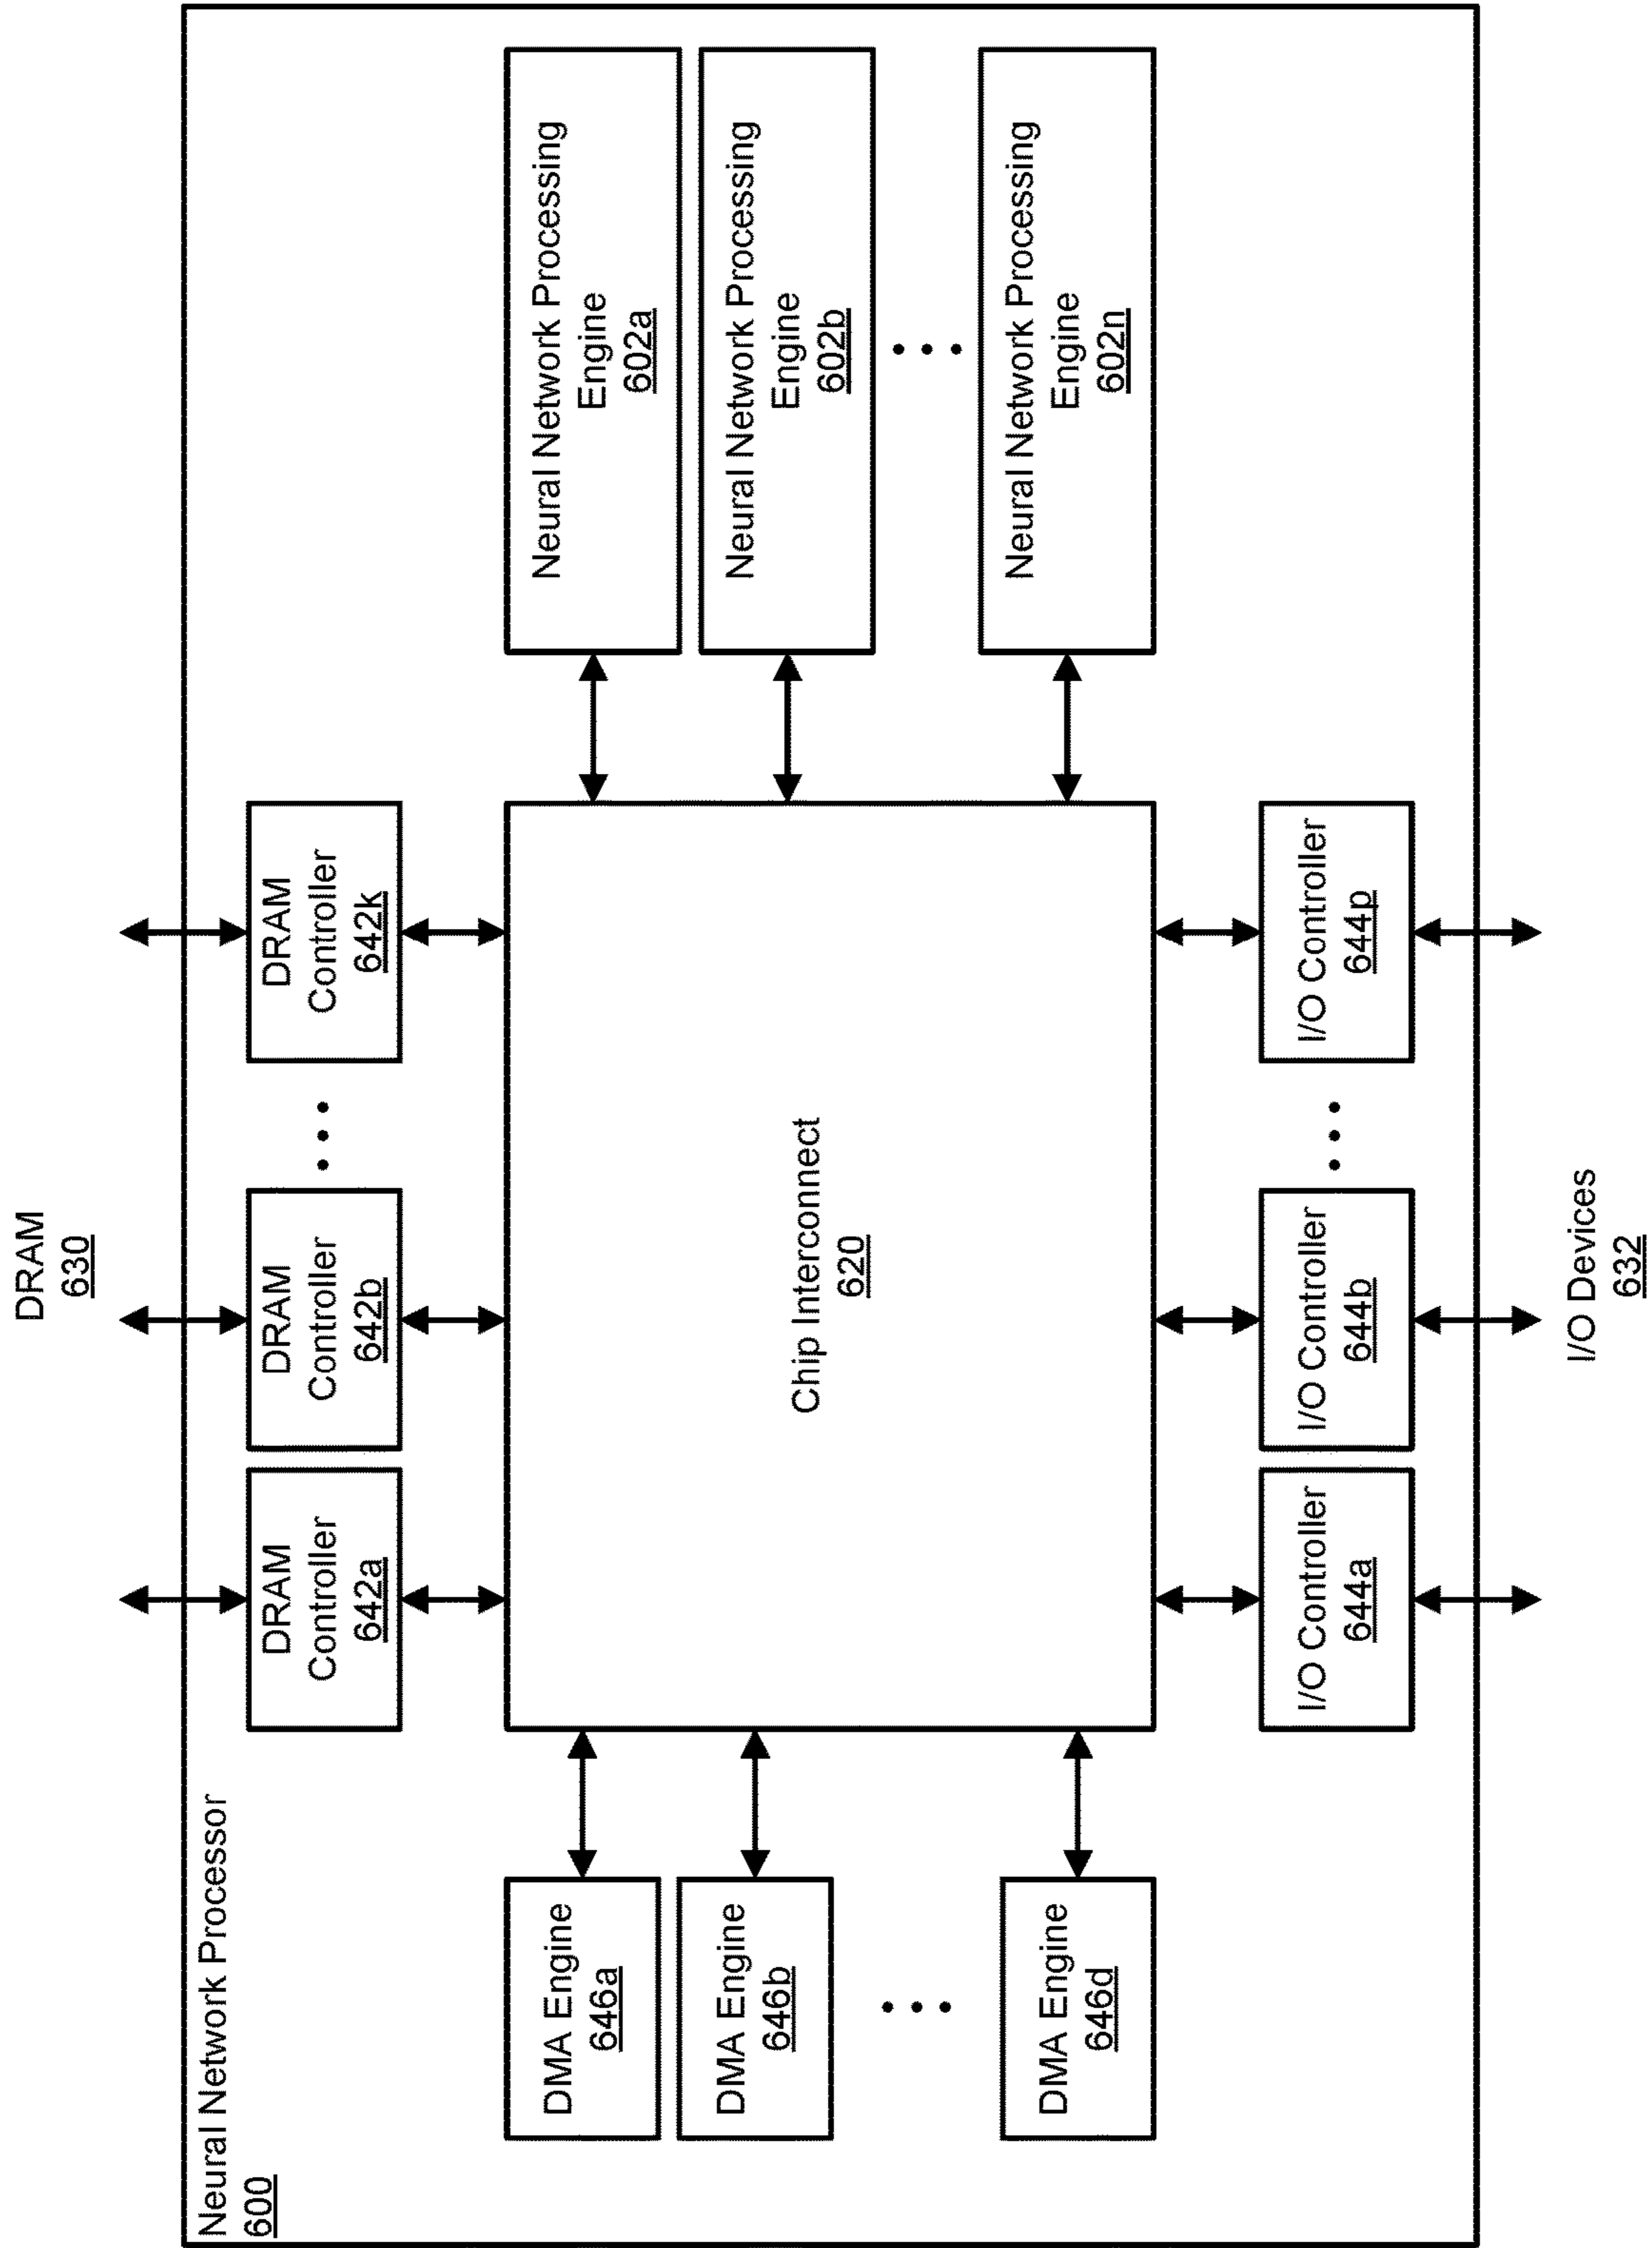 DRAM
630
Neural Network Processor
600
DRAM
Controller
642a
DRAM
Controller
642b
DRAM
Controller
642k
DMA Engine
646a
DMA Engine
646b
DMA Engine
646d
Chip Interconnect
620
Neural Network Processing
Engine
602a
Neural Network Processing
Engine
602b
Neural Network Processing
Engine
602n
I/O Controller
644a
I/O Controller
644b
I/O Controller
644p
I/O Devices
632